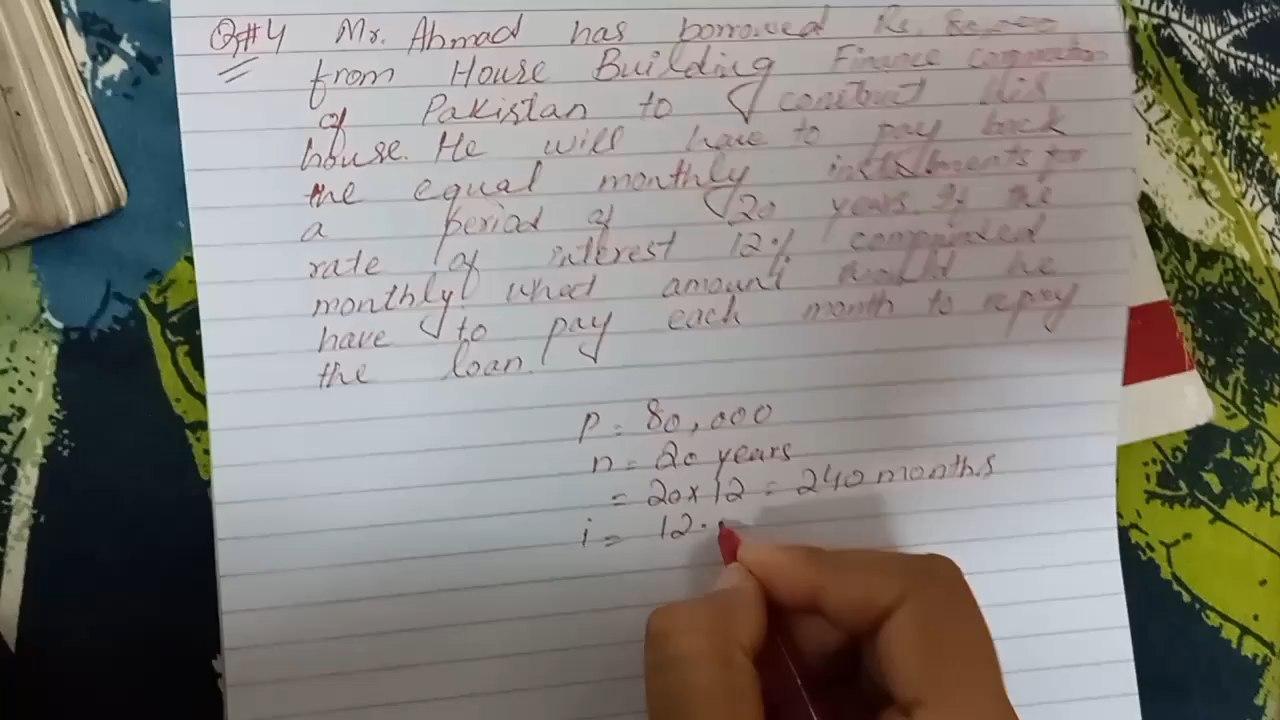 Q#4 Mr. Ahmad has borrowed Rs.
from House Building Finance
of Pakistan to construct his
house. He will have to pay back
the equal monthly installments for
a period of 20 years. If the
rate of interest 12% compounded
monthly what amount would he
have to pay each month to repay
the loan.
P = 80,000
n = 20 years
= 20 x 12 = 240 months
i = 12.